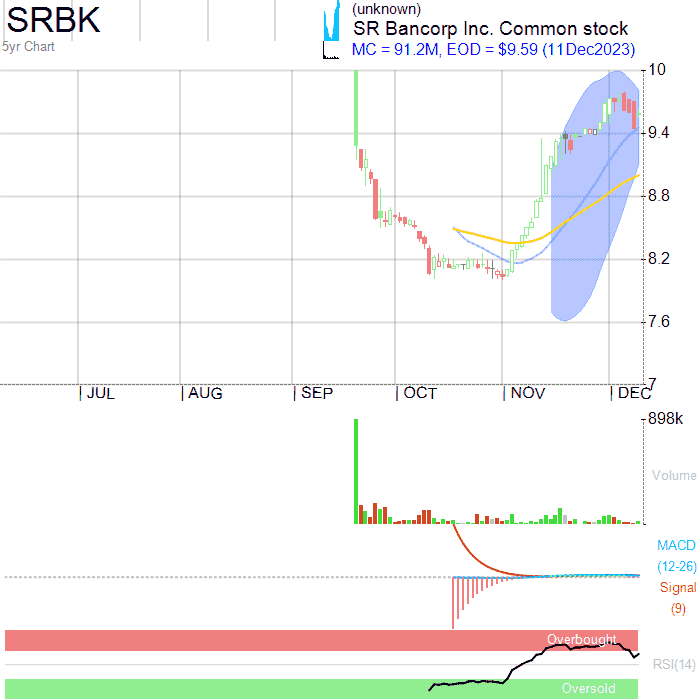 SRBK
5yr Chart
(unknown)
SR Bancorp Inc. Common stock
MC = 91.2M, EOD = $9.59 (11Dec2023)
10
9.4
8.8
8.2
7.6
7
JUL AUG SEP OCT NOV DEC
898k
Volume
MACD
(12-26)
Signal
(9)
Overbought
RSI(14)
Oversold